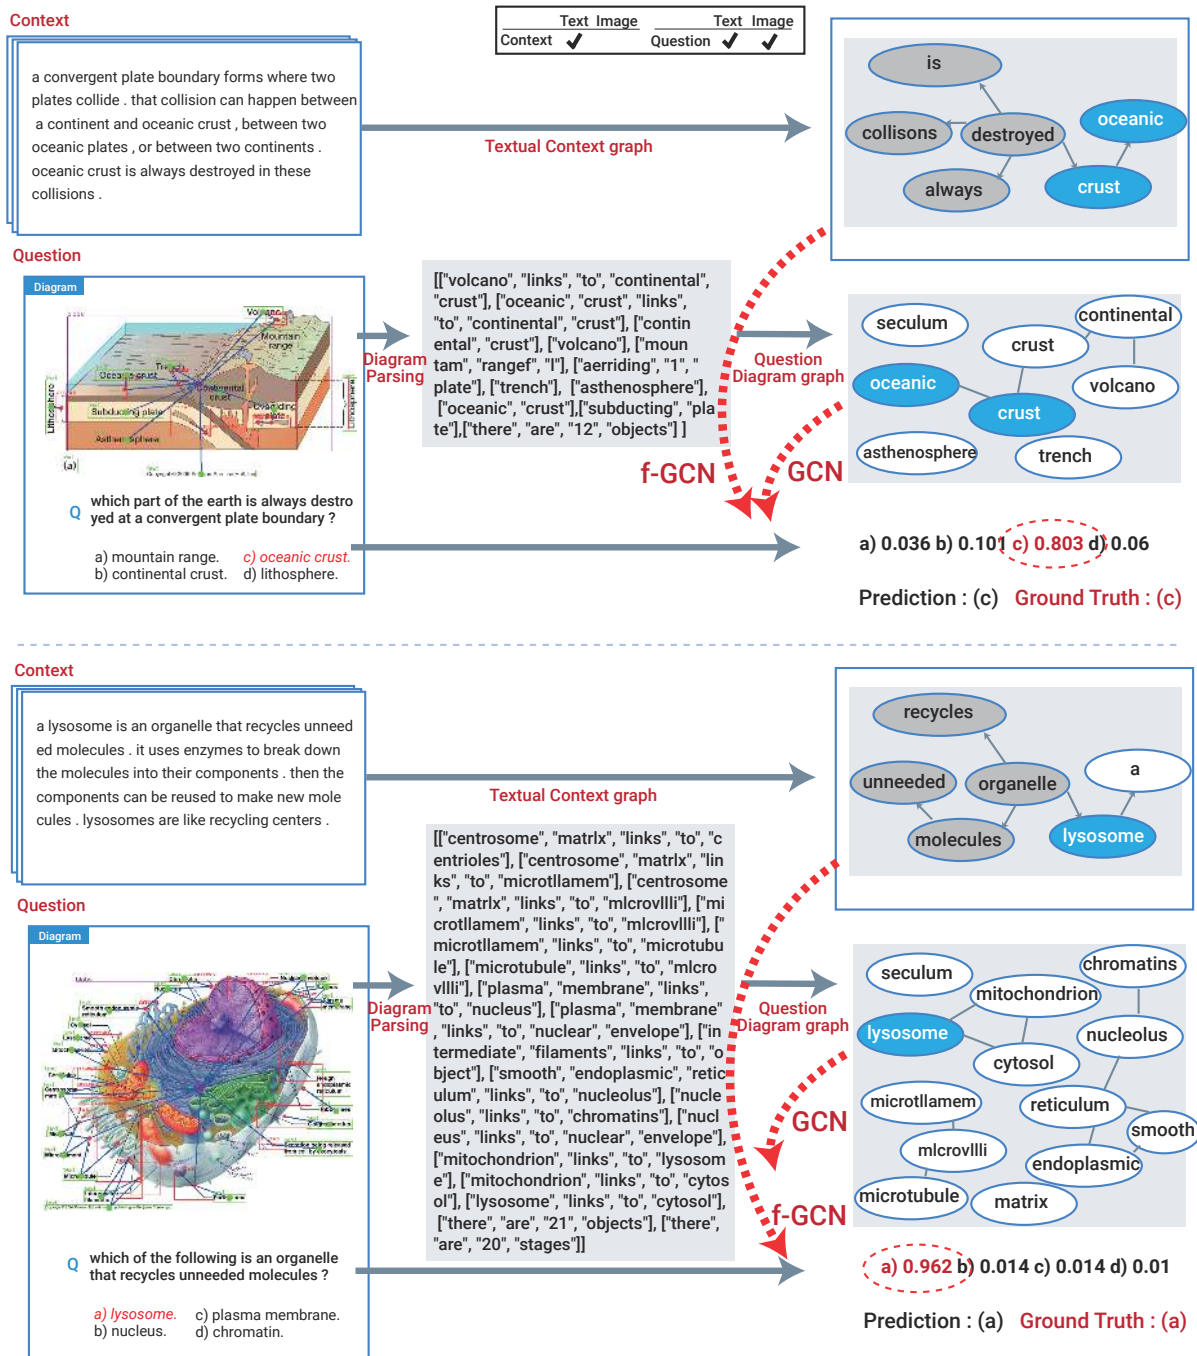 Context
Text Image Text Image
Context ✓ Question ✓ ✓
a convergent plate boundary forms where two
plates collide . that collision can happen between
a continent and oceanic crust , between two
oceanic plates , or between two continents .
oceanic crust is always destroyed in these
collisions .
Textual Context graph
is
collisons
destroyed
oceanic
always
crust
Question
Diagram
Volcano
Mountain
range
Trench
Oceanic crust
Continental
crust
Lithosphere
Subducting plate
Overriding
plate
Lithosphere
Asthenosphere
(a)
Q which part of the earth is always destro
yed at a convergent plate boundary ?
a) mountain range. c) oceanic crust.
b) continental crust. d) lithosphere.
Diagram
Parsing
[["volcano", "links", "to", "continental",
"crust"], ["oceanic", "crust", "links",
"to", "continental", "crust"], ["contin
ental", "crust"], ["volcano"], ["moun
tam", "rangef", "l"], ["aerriding", "1", "
plate"], ["trench"], ["asthenosphere"],
["oceanic", "crust"],["subducting", "pla
te"],["there", "are", "12", "objects"] ]
Question
Diagram graph
f-GCN
GCN
seculum
continental
crust
oceanic
volcano
crust
asthenosphere
trench
a) 0.036 b) 0.101 c) 0.803 d) 0.06
Prediction : (c) Ground Truth : (c)
Context
a lysosome is an organelle that recycles unneed
ed molecules . it uses enzymes to break down
the molecules into their components . then the
components can be reused to make new mole
cules . lysosomes are like recycling centers .
Textual Context graph
recycles
unneeded
organelle
a
molecules
lysosome
Question
Diagram
Q which of the following is an organelle
that recycles unneeded molecules ?
a) lysosome. c) plasma membrane.
b) nucleus. d) chromatin.
Diagram
Parsing
[["centrosome", "matrlx", "links", "to", "c
entrioles"], ["centrosome", "matrlx", "lin
ks", "to", "microtllamem"], ["centrosome
", "matrlx", "links", "to", "mlcrovllli"], ["mi
crotllamem", "links", "to", "mlcrovllli"], ["
microtllamem", "links", "to", "microtubu
le"], ["microtubule", "links", "to", "mlcro
vllli"], ["plasma", "membrane", "links",
"to", "nucleus"], ["plasma", "membrane",
"links", "to", "nuclear", "envelope"], ["in
termediate", "filaments", "links", "to", "o
bject"], ["smooth", "endoplasmic", "retic
ulum", "links", "to", "nucleolus"], ["nucle
olus", "links", "to", "chromatins"], ["nucl
eus", "links", "to", "nuclear", "envelope"],
["mitochondrion", "links", "to", "lysosom
e"], ["mitochondrion", "links", "to", "cytos
ol"], ["lysosome", "links", "to", "cytosol"],
["there", "are", "21", "objects"], ["there",
"are", "20", "stages"]]
Question
Diagram graph
GCN
f-GCN
seculum
chromatins
mitochondrion
lysosome
nucleolus
cytosol
microtllamem
reticulum
smooth
mlcrovllli
endoplasmic
microtubule
matrix
a) 0.962 b) 0.014 c) 0.014 d) 0.01
Prediction : (a) Ground Truth : (a)